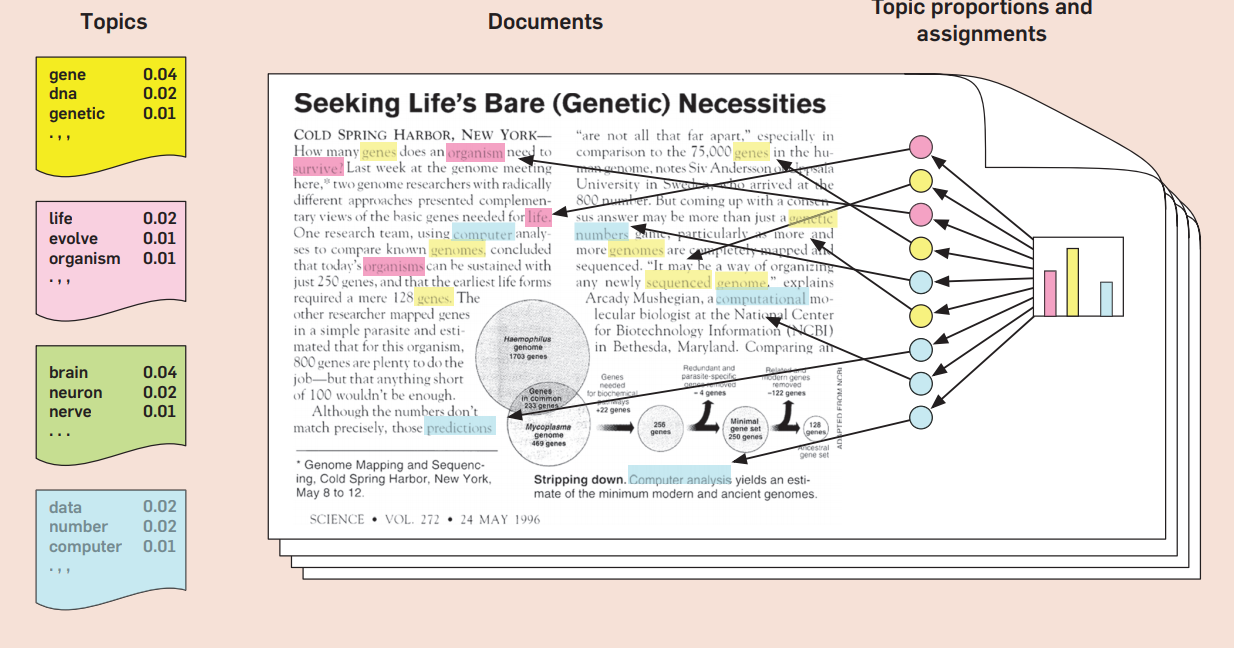 Topics
gene 0.04
dna 0.02
genetic 0.01
. , ,
life 0.02
evolve 0.01
organism 0.01
. , ,
brain 0.04
neuron 0.02
nerve 0.01
. . .
data 0.02
number 0.02
computer 0.01
. , ,
Documents
Topic proportions and
assignments
Seeking Life’s Bare (Genetic) Necessities
COLD SPRING HARBOR, NEW YORK—
How many genes does an organism need to
survive? Last week at the genome meeting
here,* two genome researchers with radically
different approaches presented complemen-
tary views of the basic genes needed for life.
One research team, using computer analy-
ses to compare known genomes, concluded
that today’s organisms can be sustained with
just 250 genes, and that the earliest life forms
required a mere 128 genes. The
other researcher mapped genes
in a simple parasite and esti-
mated that for this organism,
800 genes are plenty to do the
job—but that anything short
of 100 wouldn’t be enough.
Although the numbers don’t
match precisely, those predictions
* Genome Mapping and Sequenc-
ing, Cold Spring Harbor, New York,
May 8 to 12.
“are not all that far apart,” especially in
comparison to the 75,000 genes in the hu-
man genome, notes Siv Andersson of Uppsala
University in Sweden, who arrived at the
800 number. But coming up with a consen-
sus answer may be more than just a genetic
numbers game, particularly as more and
more genomes are completely mapped and
sequenced. “It may be a way of organizing
any newly sequenced genome,” explains
Arcady Mushegian, a computational mo-
lecular biologist at the National Center
for Biotechnology Information (NCBI)
in Bethesda, Maryland. Comparing an
Haemophilus
genome
1703 genes
Genes
in common
233 genes
Mycoplasma
genome
469 genes
Genes
needed
for biochemical
pathways
+22 genes
256
genes
Redundant and
parasite-specific
genes removed
– 4 genes
Minimal
gene set
250 genes
Related and
modern genes
removed
–122 genes
128
genes
Ancestral
gene set
ADAPTED FROM NCBI
Stripping down. Computer analysis yields an esti-
mate of the minimum modern and ancient genomes.
SCIENCE • VOL. 272 • 24 MAY 1996